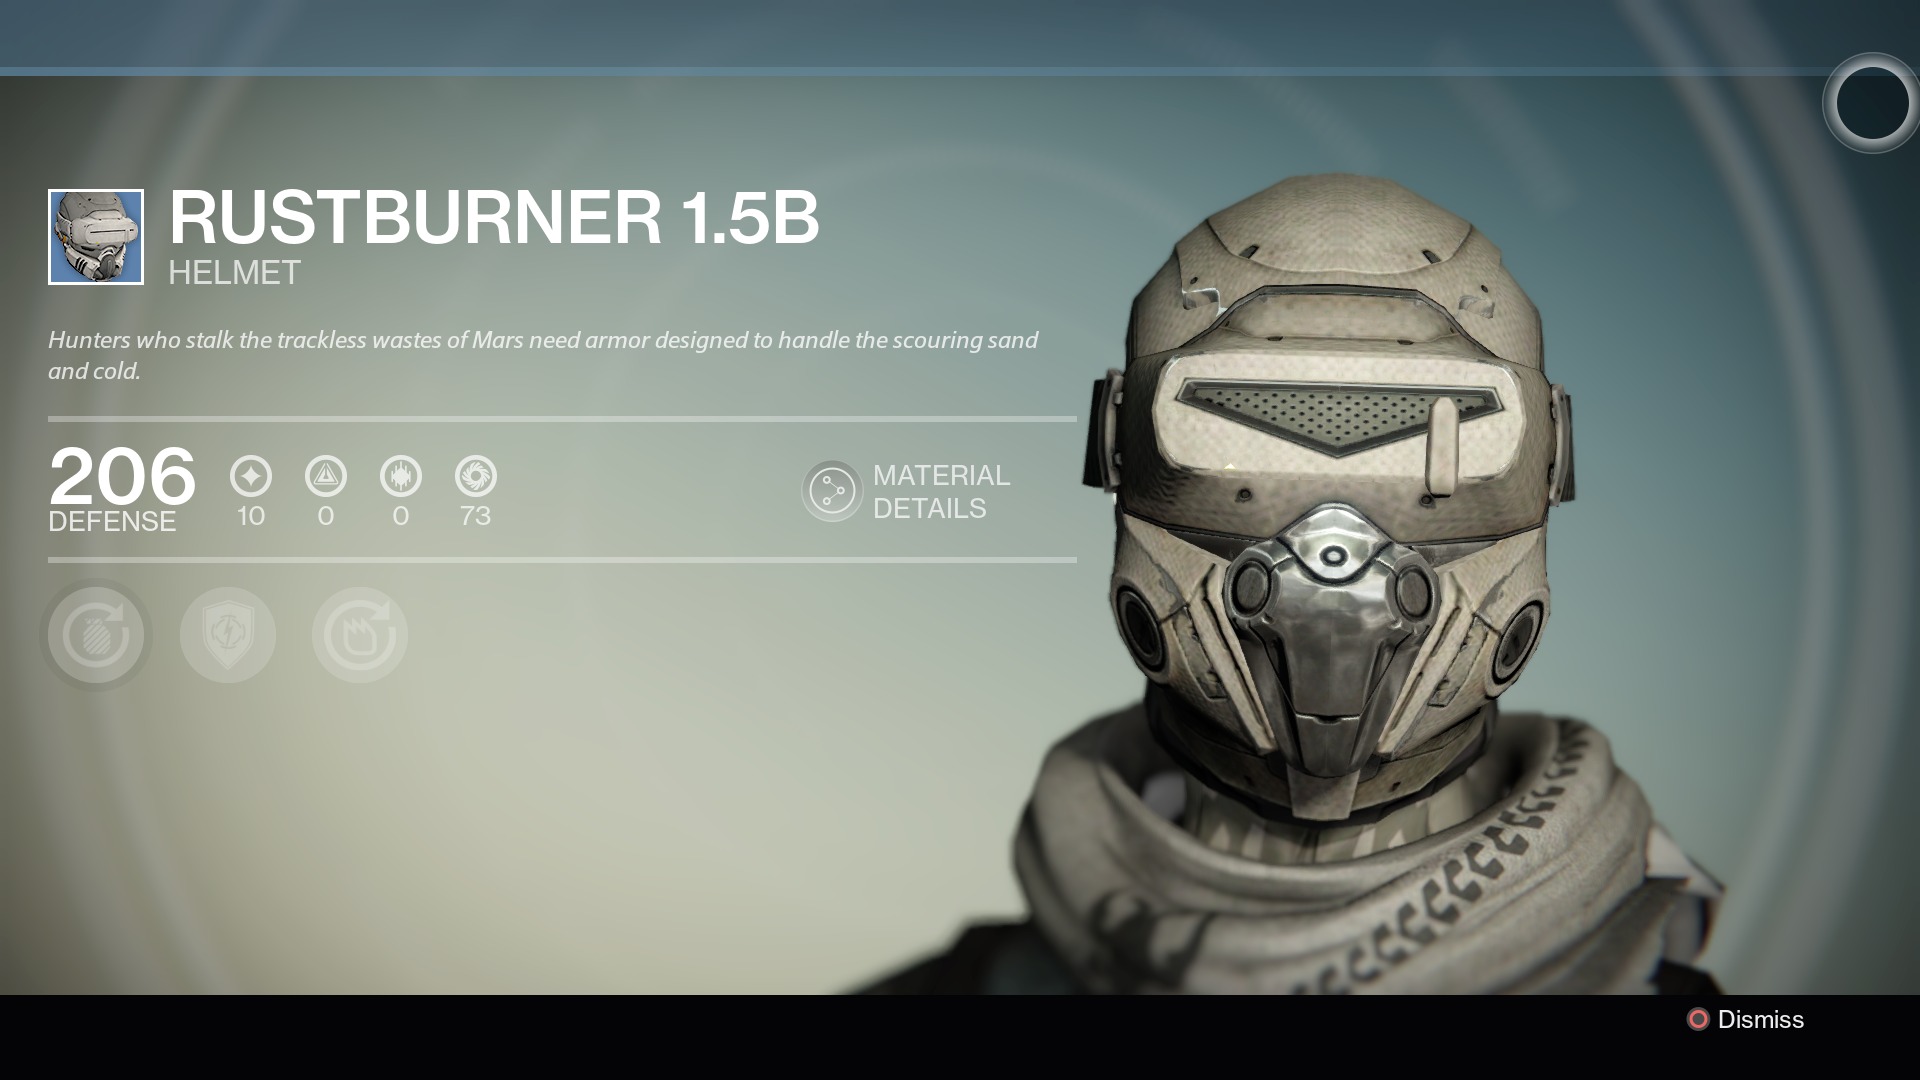 RUSTBURNER 1.5B
HELMET
Hunters who stalk the trackless wastes of Mars need armor designed to handle the scouring sand
and cold.
206
DEFENSE
10 0 0 73
MATERIAL
DETAILS
Dismiss